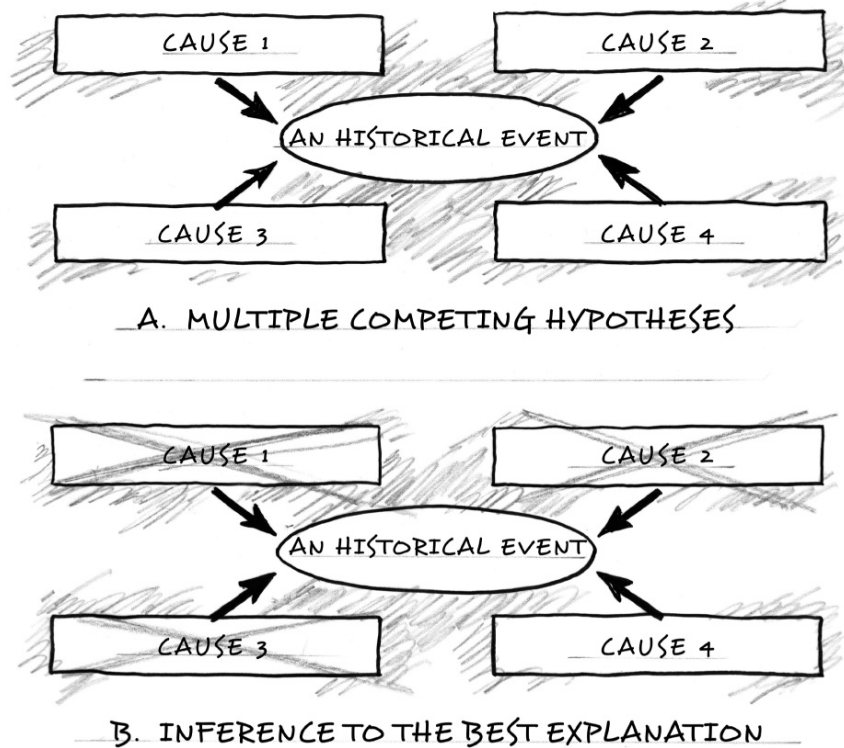 CAUSE 1
CAUSE 2
AN HISTORICAL EVENT
CAUSE 3
CAUSE 4
A. MULTIPLE COMPETING HYPOTHESES
CAUSE 1
CAUSE 2
AN HISTORICAL EVENT
CAUSE 3
CAUSE 4
B. INFERENCE TO THE BEST EXPLANATION